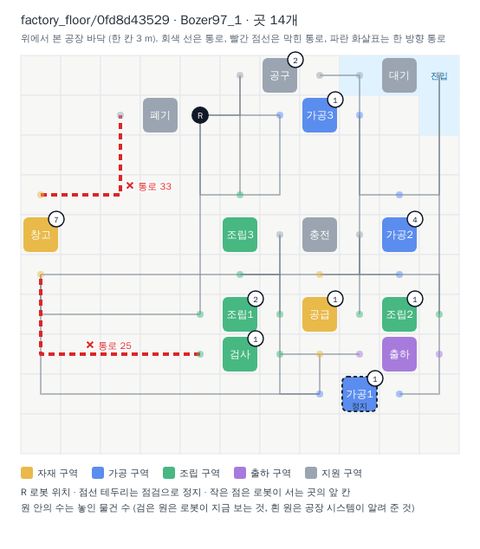 factory_floor/0fd8d43529 · Bozer97_1 · 곳 14개
위에서 본 공장 바닥 (한 칸 3 m). 회색 선은 통로, 빨간 점선은 막힌 통로, 파란 화살표는 한 방향 통로
2
공구
대기
전립
1
폐기
R
가공3
✕ 통로 33
7
창고
조립3
충전
4
가공2
2
조립1
1
공급
1
조립2
1
✕ 통로 25
검사
출하
1
가공1
정지
자재 구역
가공 구역
조립 구역
출하 구역
지원 구역
R 로봇 위치 · 점선 테두리는 점검으로 정지 · 작은 점은 로봇이 서는 곳의 앞 칸
원 안의 수는 놓인 물건 수 (검은 원은 로봇이 지금 보는 것, 흰 원은 공장 시스템이 알려 준 것)